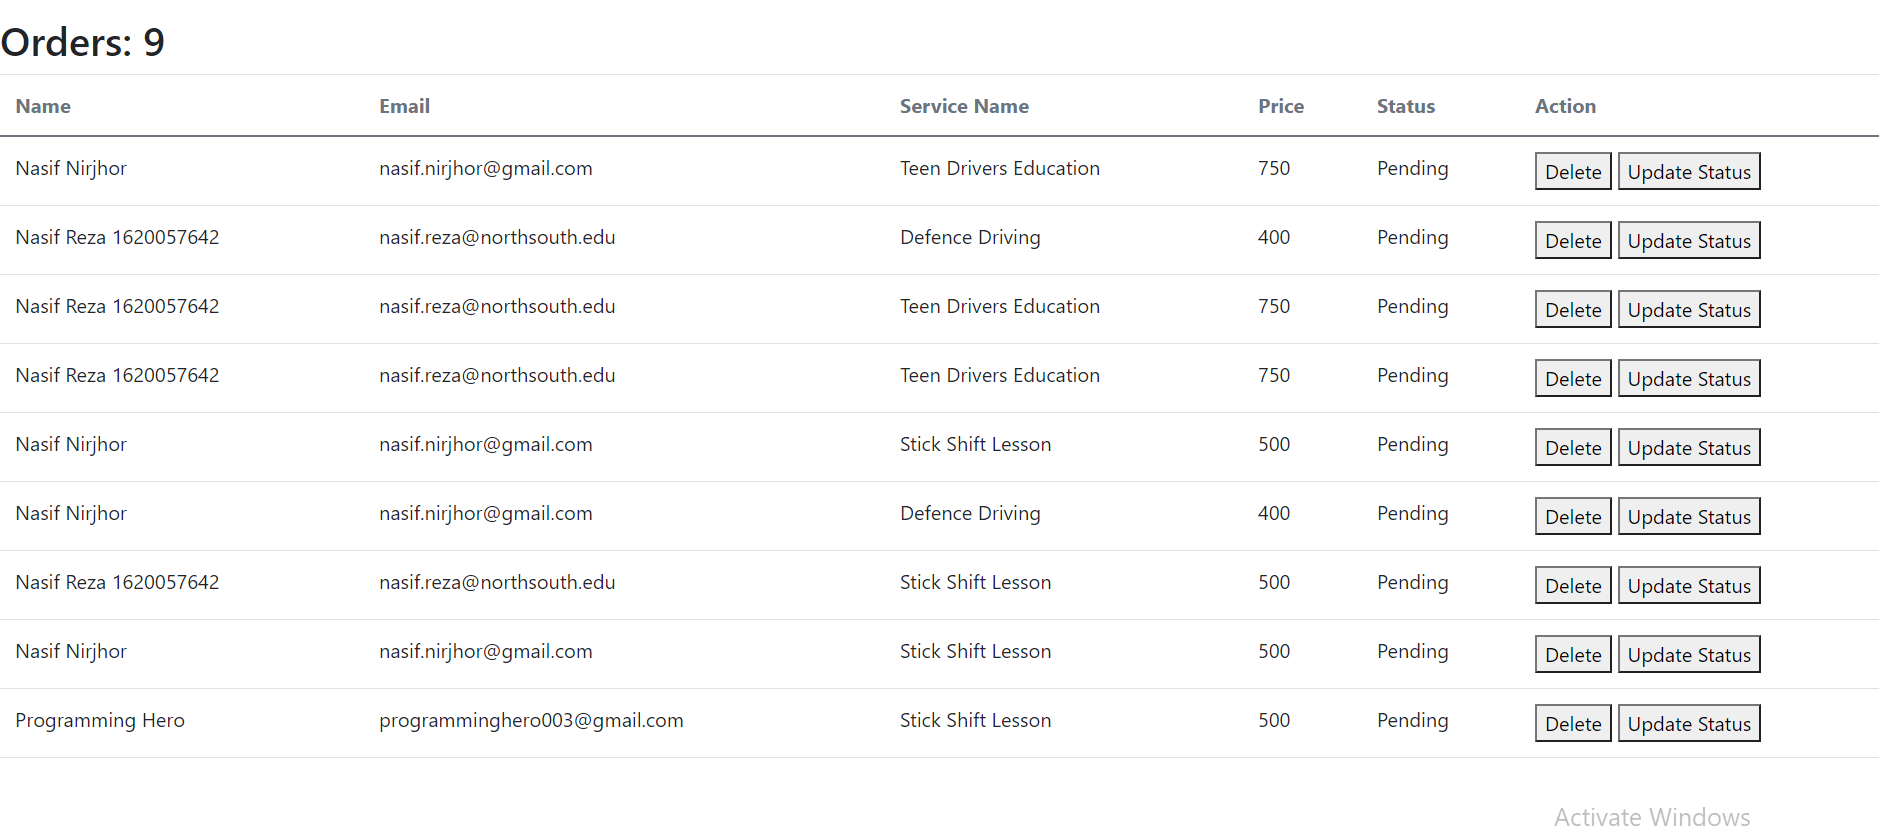 Orders: 9
Name Email Service Name Price Status Action
Nasif Nirjhor nasif.nirjhor@gmail.com Teen Drivers Education 750 Pending Delete Update Status
Nasif Reza 1620057642 nasif.reza@northsouth.edu Defence Driving 400 Pending Delete Update Status
Nasif Reza 1620057642 nasif.reza@northsouth.edu Teen Drivers Education 750 Pending Delete Update Status
Nasif Reza 1620057642 nasif.reza@northsouth.edu Teen Drivers Education 750 Pending Delete Update Status
Nasif Nirjhor nasif.nirjhor@gmail.com Stick Shift Lesson 500 Pending Delete Update Status
Nasif Nirjhor nasif.nirjhor@gmail.com Defence Driving 400 Pending Delete Update Status
Nasif Reza 1620057642 nasif.reza@northsouth.edu Stick Shift Lesson 500 Pending Delete Update Status
Nasif Nirjhor nasif.nirjhor@gmail.com Stick Shift Lesson 500 Pending Delete Update Status
Programming Hero programminghero003@gmail.com Stick Shift Lesson 500 Pending Delete Update Status
Activate Windows